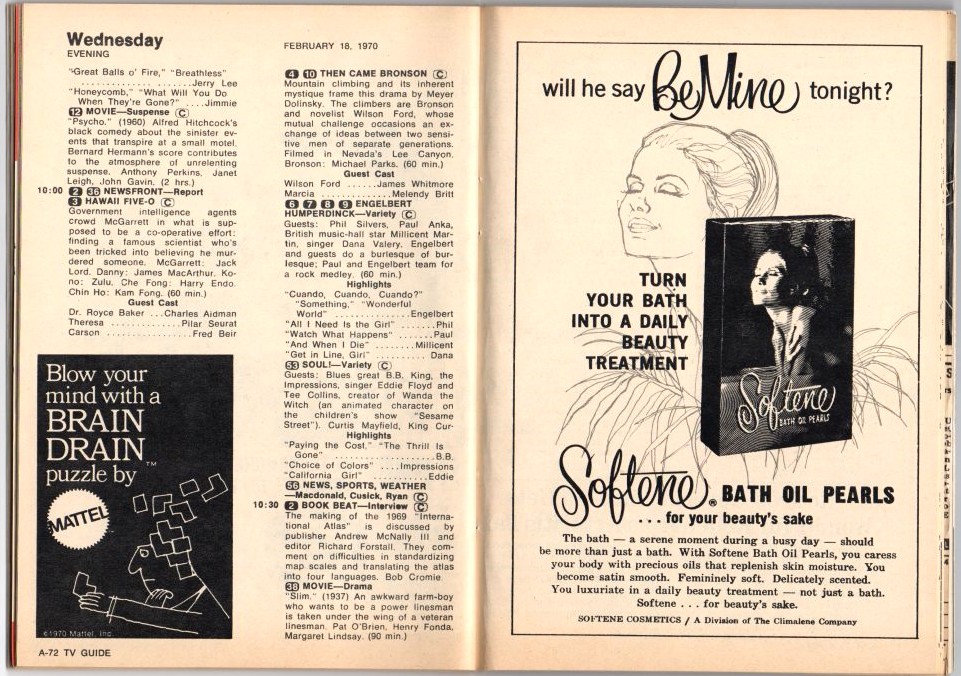 Wednesday
EVENING
"Great Balls o' Fire," "Breathless"
..............................Jerry Lee
"Honeycomb," "What Will You Do
When They're Gone?" ....Jimmie
12 MOVIE—Suspense C
"Psycho." (1960) Alfred Hitchcock's
black comedy about the sinister ev-
ents that transpire at a small motel.
Bernard Hermann's score contributes
to the atmosphere of unrelenting
suspense. Anthony Perkins, Janet
Leigh, John Gavin. (2 hrs.)
10:00 2 36 NEWSFRONT—Report
3 HAWAII FIVE-O C
Government intelligence agents
crowd McGarrett in what is sup-
posed to be a co-operative effort:
finding a famous scientist who's
been tricked into believing he mur-
dered someone. McGarrett: Jack
Lord. Danny: James MacArthur. Ko-
no: Zulu. Che Fong: Harry Endo.
Chin Ho: Kam Fong. (60 min.)
Guest Cast
Dr. Royce Baker ...Charles Aidman
Theresa ..............Pilar Seurat
Carson ..................Fred Beir
Blow your
mind with a
BRAIN
DRAIN™
puzzle by
MATTEL
©1970 Mattel, Inc.
A-72 TV GUIDE
FEBRUARY 18, 1970
4 10 THEN CAME BRONSON C
Mountain climbing and its inherent
mystique frame this drama by Meyer
Dolinsky. The climbers are Bronson
and novelist Wilson Ford, whose
mutual challenge occasions an ex-
change of ideas between two sensi-
tive men of separate generations.
Filmed in Nevada's Lee Canyon.
Bronson: Michael Parks. (60 min.)
Guest Cast
Wilson Ford ......James Whitmore
Marcia ................Melendy Britt
6 7 8 9 ENGELBERT
HUMPERDINCK—Variety C
Guests: Phil Silvers, Paul Anka,
British music-hall star Millicent Mar-
tin, singer Dana Valery. Engelbert
and guests do a burlesque of bur-
lesque; Paul and Engelbert team for
a rock medley. (60 min.)
Highlights
"Cuando, Cuando, Cuando?"
"Something," "Wonderful
World" ................Engelbert
"All I Need Is the Girl" .......Phil
"Watch What Happens" ........Paul
"And When I Die" ........Millicent
"Get in Line, Girl" .......... Dana
53 SOUL!—Variety C
Guests: Blues great B.B. King, the
Impressions, singer Eddie Floyd and
Tee Collins, creator of Wanda the
Witch (an animated character on
the children's show "Sesame
Street"). Curtis Mayfield, King Cur-
Highlights
"Paying the Cost," "The Thrill Is
Gone" ......................B.B.
"Choice of Colors" ....Impressions
"California Girl" ...........Eddie
56 NEWS, SPORTS, WEATHER
—Macdonald, Cusick, Ryan C
10:30 2 BOOK BEAT—Interview C
The making of the 1969 "Interna-
tional Atlas" is discussed by
publisher Andrew McNally III and
editor Richard Forstall. They com-
ment on difficulties in standardizing
map scales and translating the atlas
into four languages. Bob Cromie.
38 MOVIE—Drama
"Slim." (1937) An awkward farm-boy
who wants to be a power linesman
is taken under the wing of a veteran
linesman. Pat O'Brien, Henry Fonda,
Margaret Lindsay. (90 min.)
will he say Be Mine tonight?
TURN
YOUR BATH
INTO A DAILY
BEAUTY
TREATMENT
Softene
BATH OIL PEARLS
Softene® BATH OIL PEARLS
... for your beauty's sake
The bath — a serene moment during a busy day — should
be more than just a bath. With Softene Bath Oil Pearls, you caress
your body with precious oils that replenish skin moisture. You
become satin smooth. Femininely soft. Delicately scented.
You luxuriate in a daily beauty treatment — not just a bath.
Softene . . . for beauty's sake.
SOFTENE COSMETICS / A Division of The Climalene Company